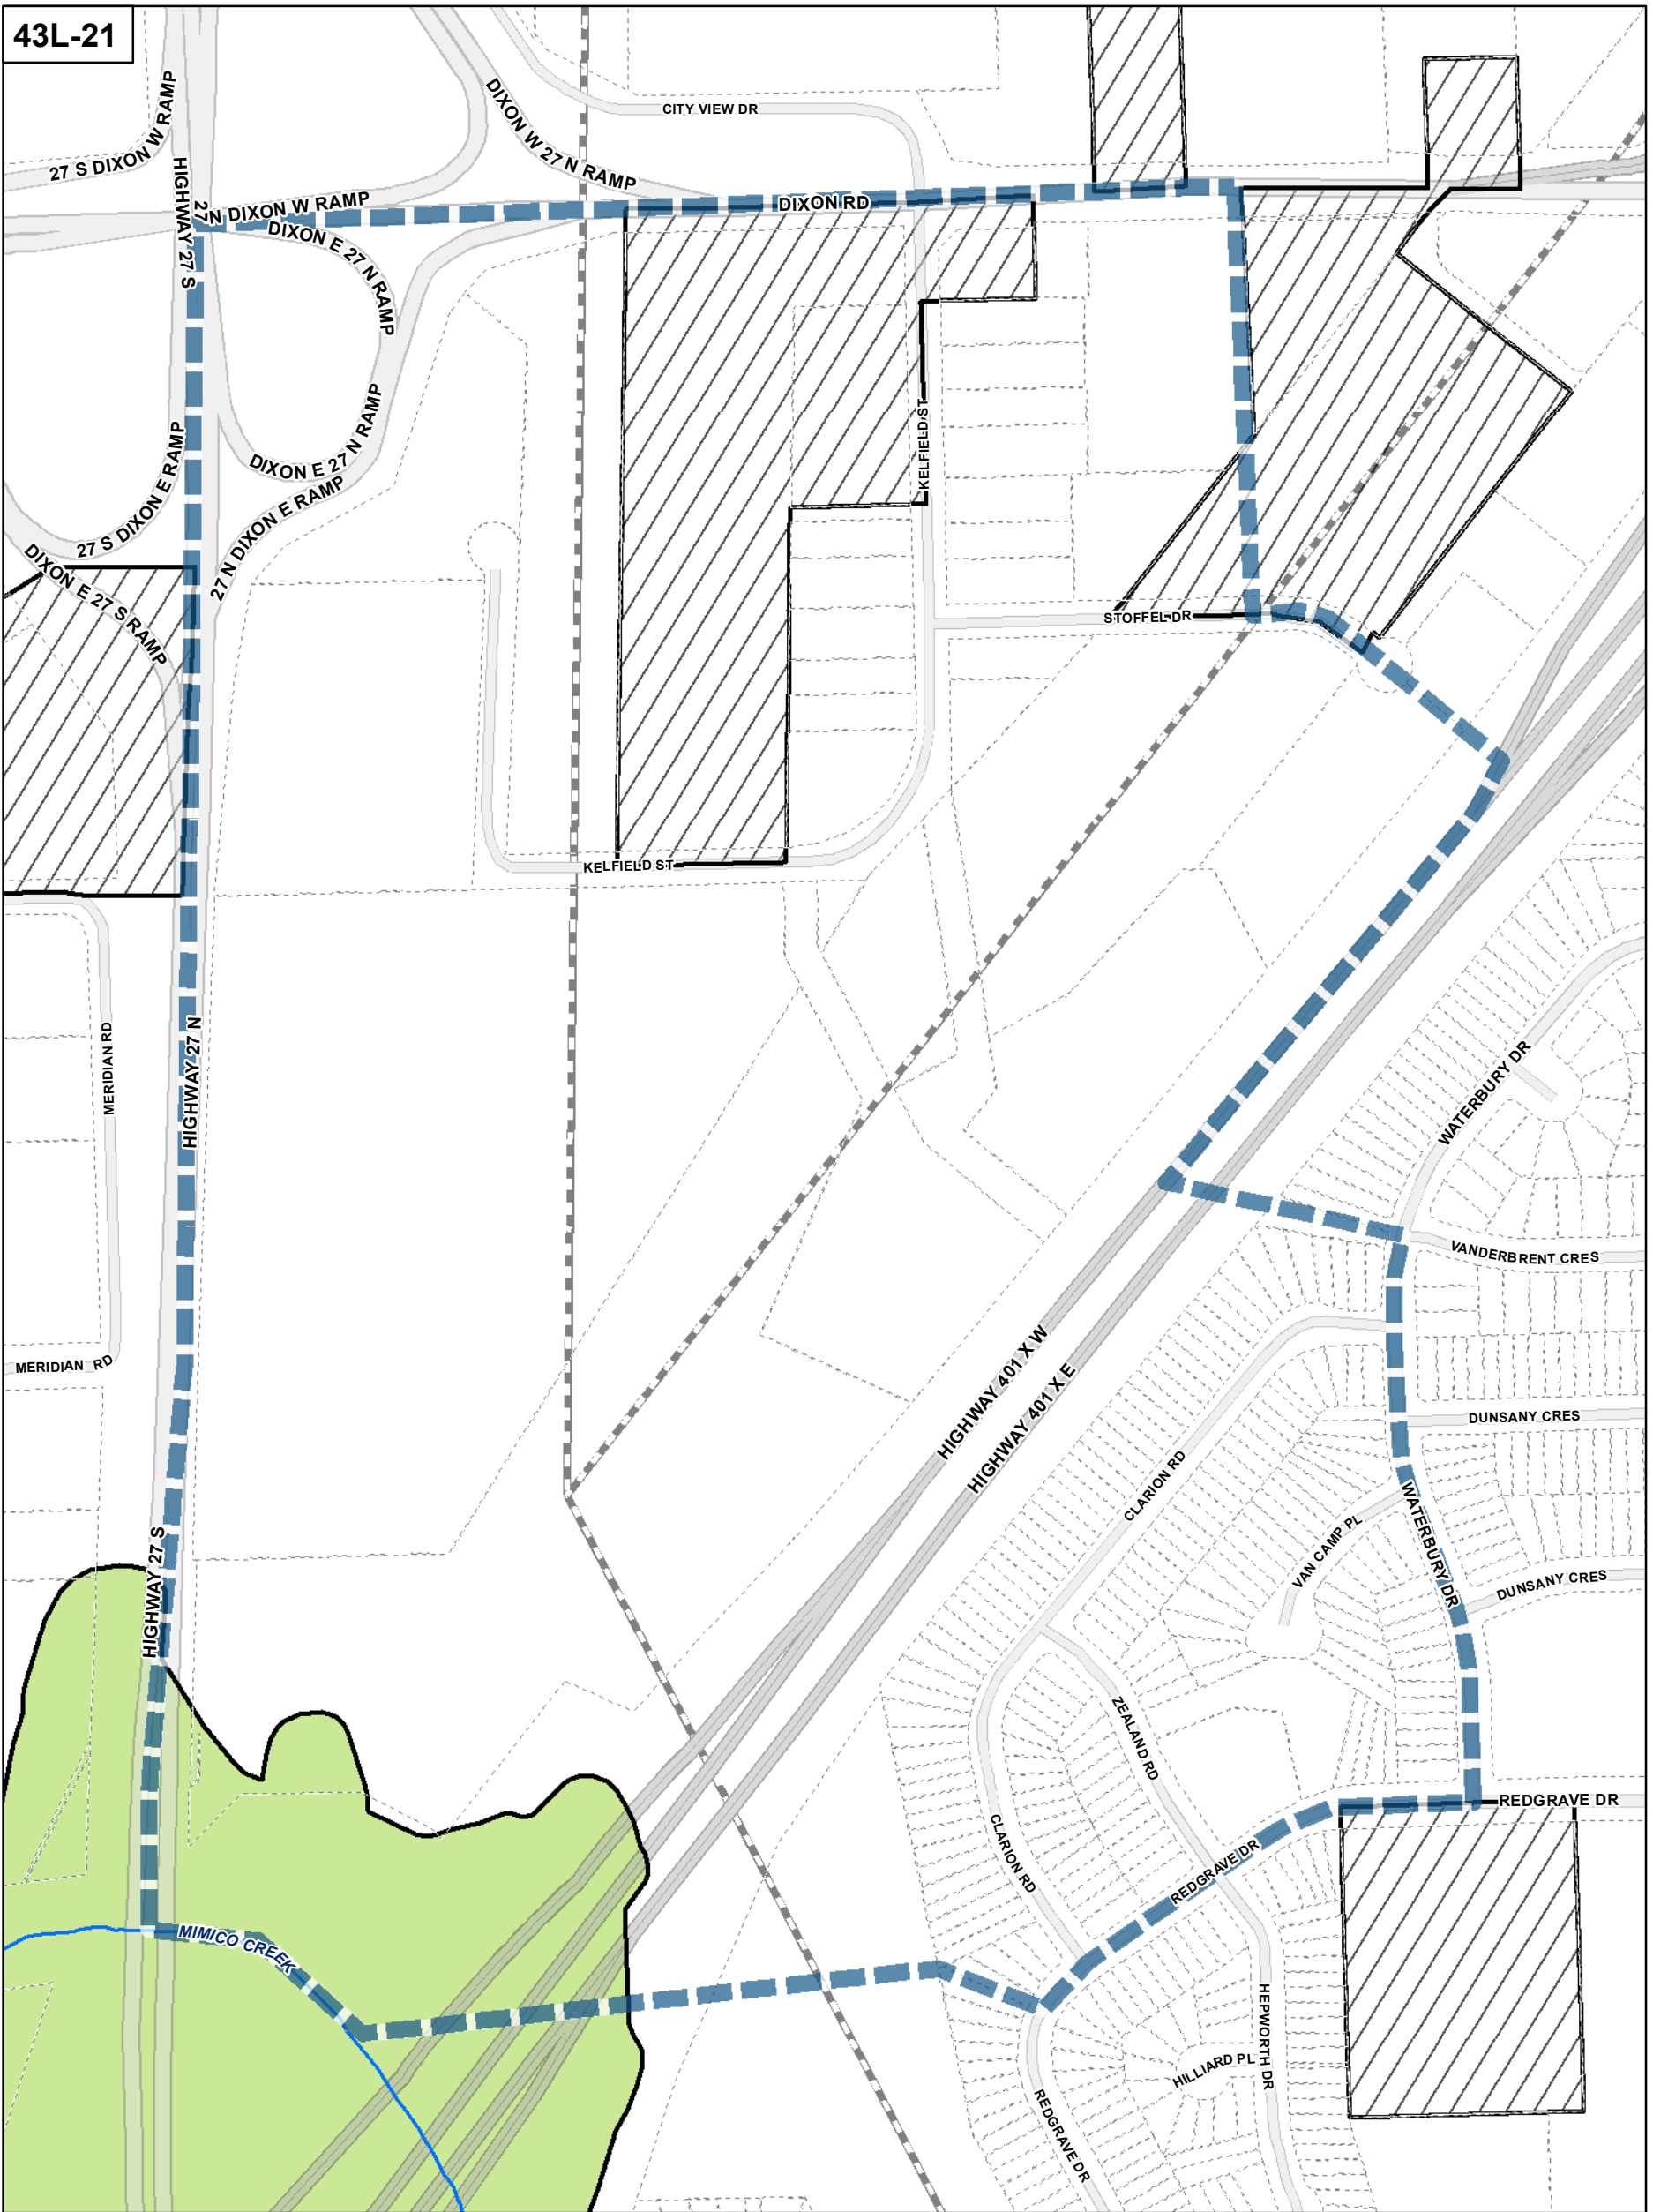 43L-21
27 S DIXON W RAMP
HIGHWAY 27 S
DIXON W 27 N RAMP
CITY VIEW DR
27 N DIXON W RAMP
DIXON RD
DIXON E 27 N RAMP
DIXON E 27 N RAMP
27 S DIXON E RAMP
27 N DIXON E RAMP
DIXON E 27 S RAMP
KELFIELD ST
STOFFEL DR
KELFIELD ST
MERIDIAN RD
HIGHWAY 27 N
WATERBURY DR
VANDERBRENT CRES
MERIDIAN RD
HIGHWAY 401 X W
HIGHWAY 401 X E
DUNSANY CRES
CLARION RD
VAN CAMP PL
WATERBURY DR
DUNSANY CRES
HIGHWAY 27 S
ZEALAND RD
REDGRAVE DR
CLARION RD
REDGRAVE DR
MIMICO CREEK
HEPWORTH DR
HILLIARD PL
REDGRAVE DR